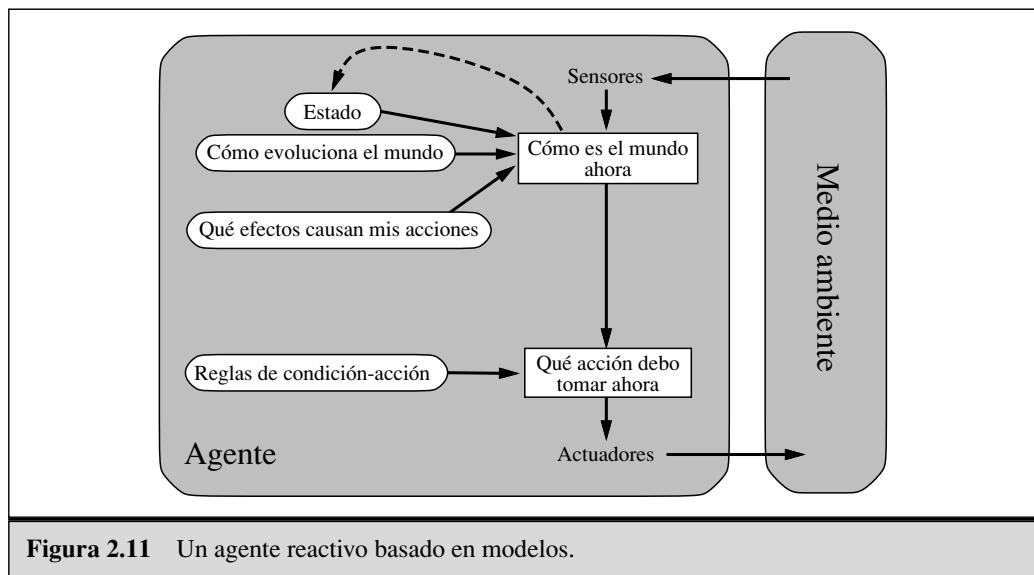 Sensores
Estado
Cómo evoluciona el mundo
Cómo es el mundo
ahora
Qué efectos causan mis acciones
Reglas de condición-acción
Qué acción debo
tomar ahora
Agente
Actuadores
Medio ambiente
Figura 2.11 Un agente reactivo basado en modelos.